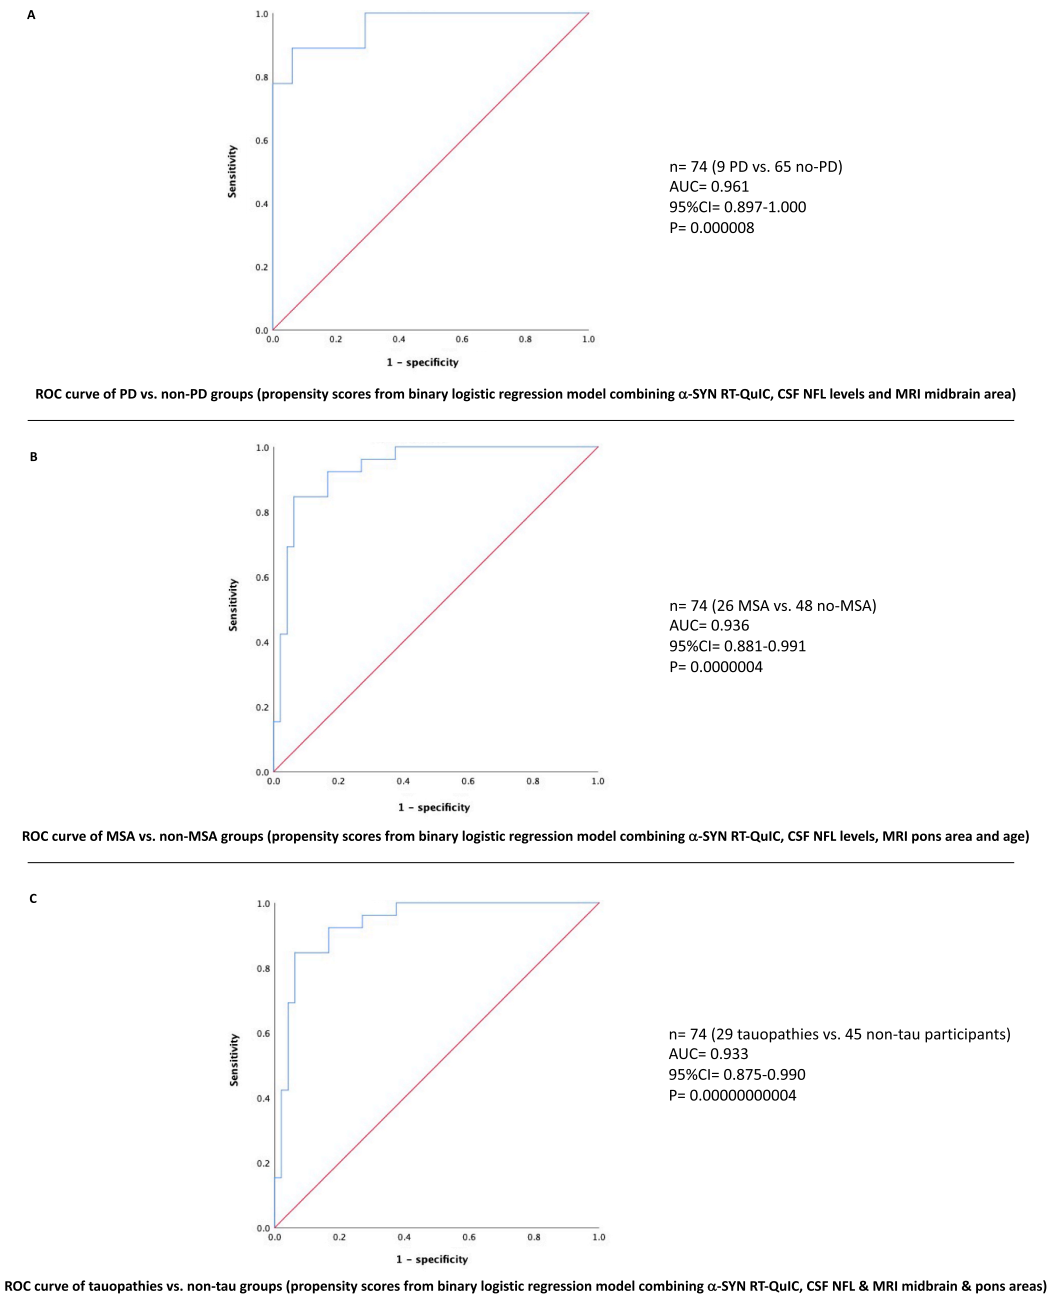 A
1.0
0.8
0.6
0.4
0.2
0.0
Sensitivity
0.0 0.2 0.4 0.6 0.8 1.0
1 – specificity
n= 74 (9 PD vs. 65 no-PD)
AUC= 0.961
95%CI= 0.897-1.000
P= 0.000008
ROC curve of PD vs. non-PD groups (propensity scores from binary logistic regression model combining α-SYN RT-QuIC, CSF NFL levels and MRI midbrain area)
B
1.0
0.8
0.6
0.4
0.2
0.0
Sensitivity
0.0 0.2 0.4 0.6 0.8 1.0
1 – specificity
n= 74 (26 MSA vs. 48 no-MSA)
AUC= 0.936
95%CI= 0.881-0.991
P= 0.0000004
ROC curve of MSA vs. non-MSA groups (propensity scores from binary logistic regression model combining α-SYN RT-QuIC, CSF NFL levels, MRI pons area and age)
C
1.0
0.8
0.6
0.4
0.2
0.0
Sensitivity
0.0 0.2 0.4 0.6 0.8 1.0
1 – specificity
n= 74 (29 tauopathies vs. 45 non-tau participants)
AUC= 0.933
95%CI= 0.875-0.990
P= 0.00000000004
ROC curve of tauopathies vs. non-tau groups (propensity scores from binary logistic regression model combining α-SYN RT-QuIC, CSF NFL & MRI midbrain & pons areas)